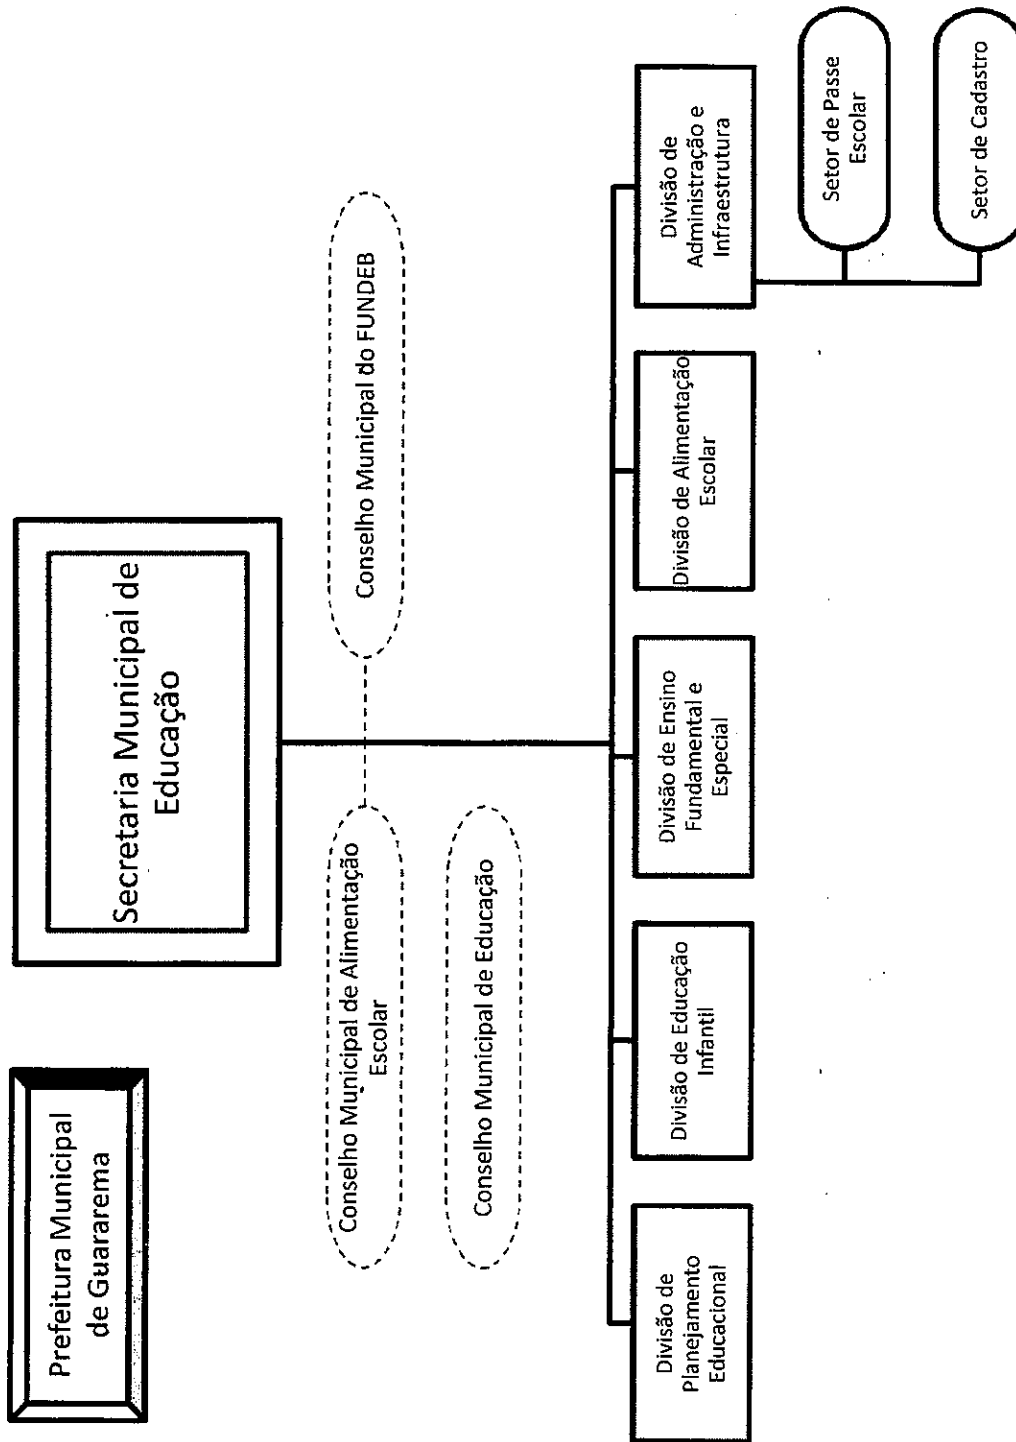 Prefeitura Municipal
de Guararema
Secretaria Municipal de
Educação
Conselho Municipal de Alimentação
Escolar
Conselho Municipal do FUNDEB
Conselho Municipal de Educação
Divisão de
Planejamento
Educacional
Divisão de Educação
Infantil
Divisão de Ensino
Fundamental e
Especial
Divisão de Alimentação
Escolar
Divisão de
Administração e
Infraestrutura
Setor de Passe
Escolar
Setor de Cadastro